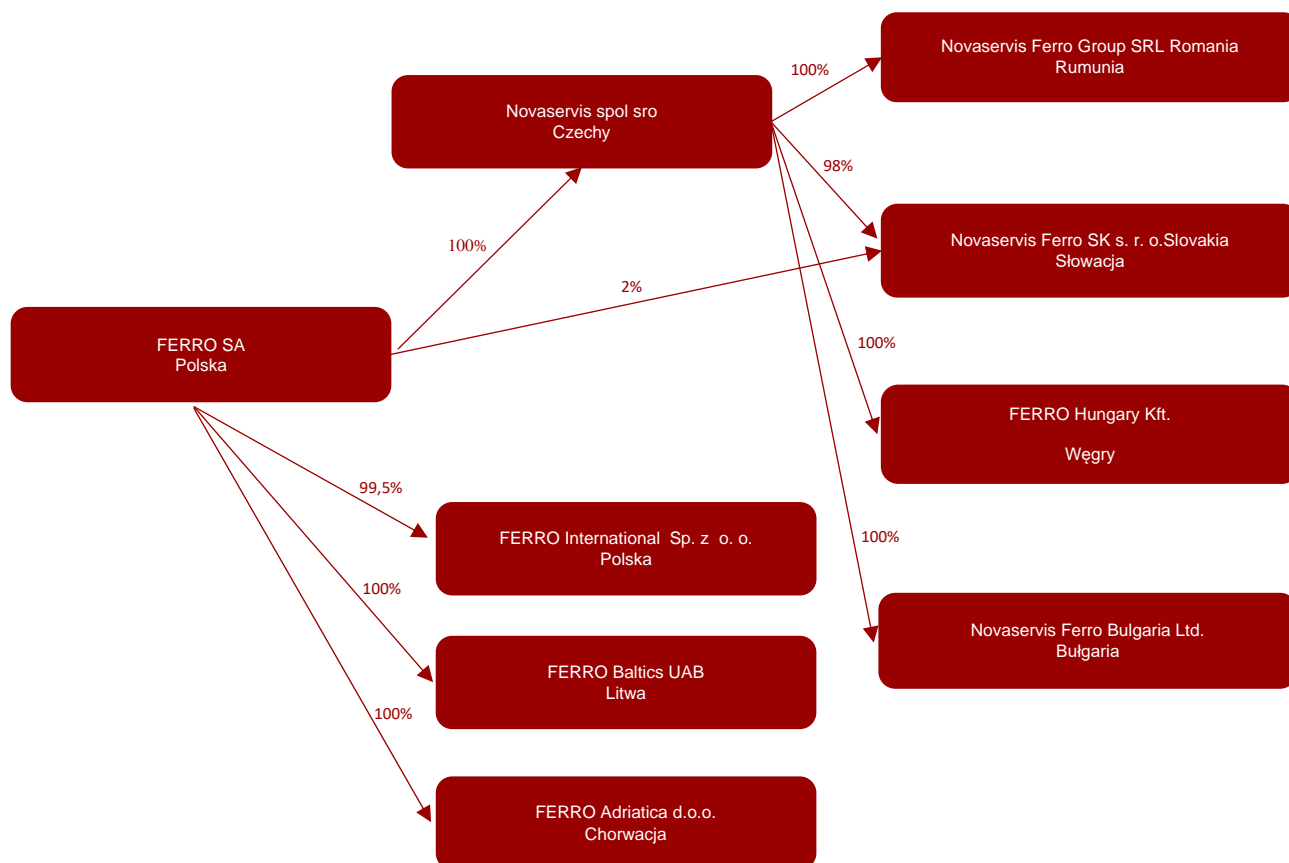 Novaservis Ferro Group SRL Romania
Rumunia
100%
Novaservis spol sro
Czechy
98%
Novaservis Ferro SK s. r. o.Slovakia
Słowacja
100%
2%
FERRO SA
Polska
100%
FERRO Hungary Kft.
Węgry
99,5%
FERRO International Sp. z o. o.
Polska
100%
100%
Novaservis Ferro Bulgaria Ltd.
Bułgaria
FERRO Baltics UAB
Litwa
100%
FERRO Adriatica d.o.o.
Chorwacja